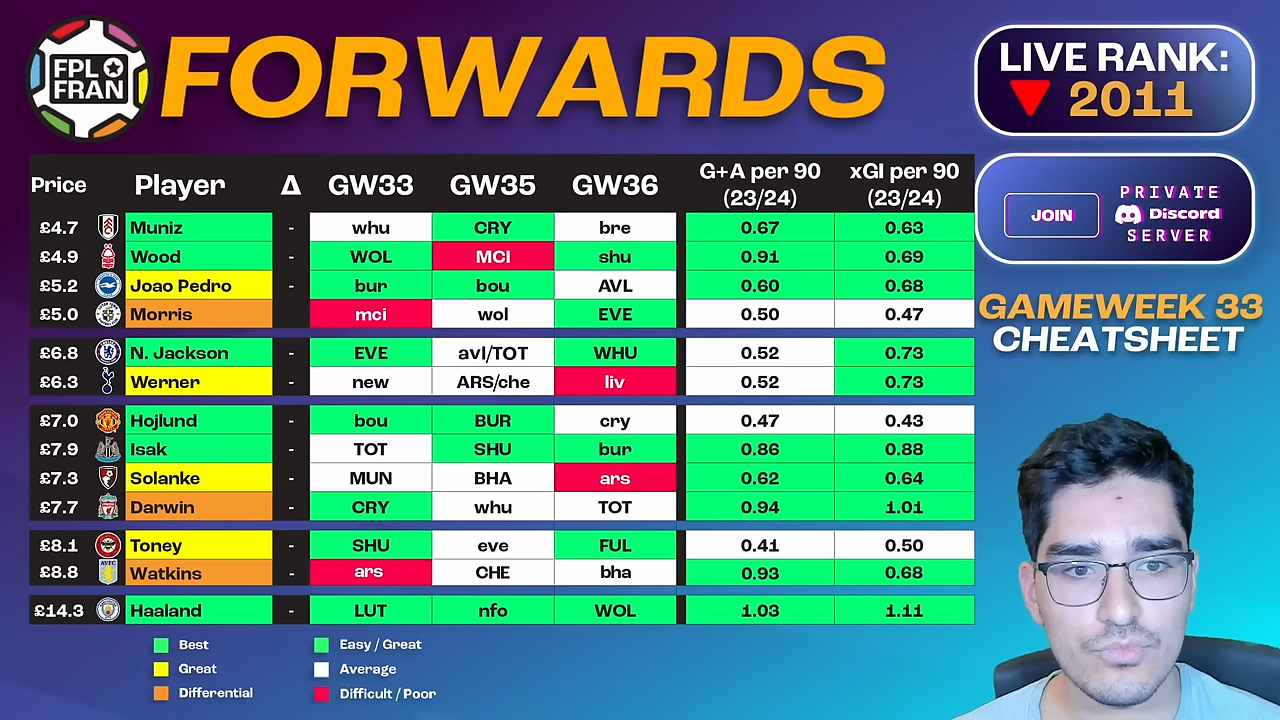 FPL
FRAN
FORWARDS
LIVE RANK:
2011
JOIN
PRIVATE
Discord
SERVER
GAMEWEEK 33
CHEATSHEET
Price Player Δ GW33 GW35 GW36 G+A per 90 (23/24) xGI per 90 (23/24)
£4.7 Muniz - whu CRY bre 0.67 0.63
£4.9 Wood - WOL MCI shu 0.91 0.69
£5.2 Joao Pedro - bur bou AVL 0.60 0.68
£5.0 Morris - mci wol EVE 0.50 0.47
£6.8 N. Jackson - EVE avl/TOT WHU 0.52 0.73
£6.3 Werner - new ARS/che liv 0.52 0.73
£7.0 Hojlund - bou BUR cry 0.47 0.43
£7.9 Isak - TOT SHU bur 0.86 0.88
£7.3 Solanke - MUN BHA ars 0.62 0.64
£7.7 Darwin - CRY whu TOT 0.94 1.01
£8.1 Toney - SHU eve FUL 0.41 0.50
AVFC
£8.8 Watkins - ars CHE bha 0.93 0.68
£14.3 Haaland - LUT nfo WOL 1.03 1.11
Best Easy / Great
Great Average
Differential Difficult / Poor